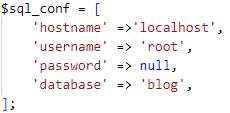 $sql_conf = [
    'hostname' =>'localhost',
    'username' => 'root',
    'password' => null,
    'database' => 'blog',
];